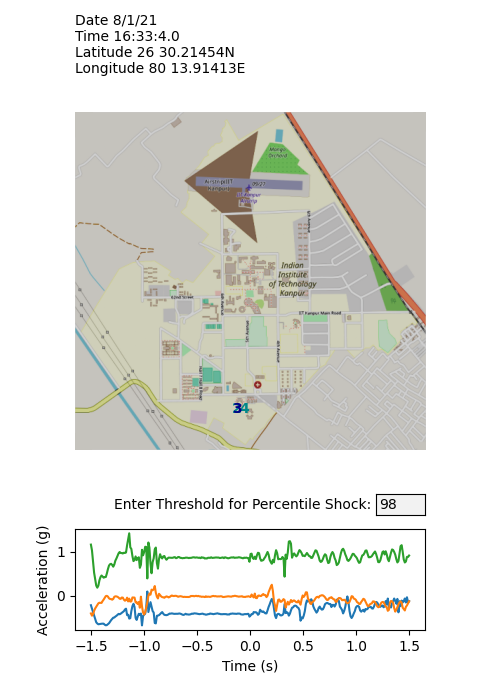 Date 8/1/21
Time 16:33:4.0
Latitude 26 30.21454N
Longitude 80 13.91413E
09/27
Indian
Institute
of Technology
Kanpur
IIT Kanpur Main Road
34
Enter Threshold for Percentile Shock: 98
Acceleration (g)
1
0
−1.5 −1.0 −0.5 0.0 0.5 1.0 1.5
Time (s)